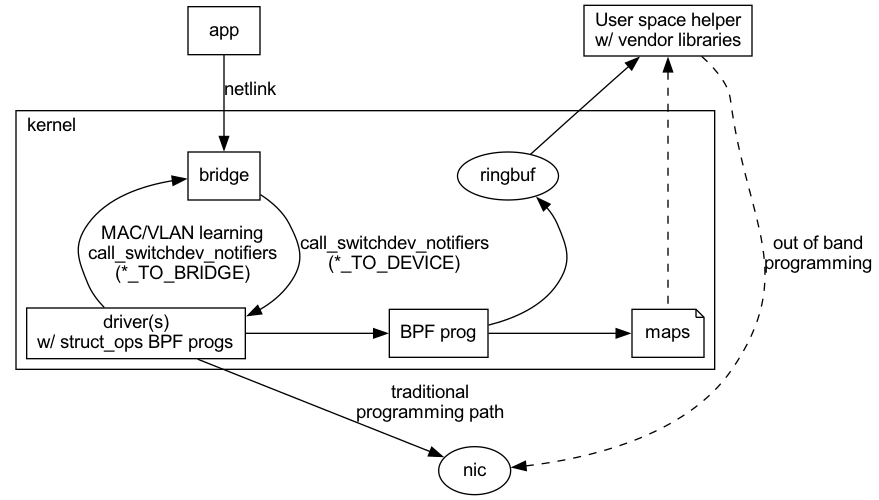 app
User space helper
w/ vendor libraries
netlink
kernel
bridge
ringbuf
MAC/VLAN learning
call_switchdev_notifiers
(*_TO_BRIDGE)
call_switchdev_notifiers
(*_TO_DEVICE)
out of band
programming
driver(s)
w/ struct_ops BPF progs
BPF prog
maps
traditional
programming path
nic